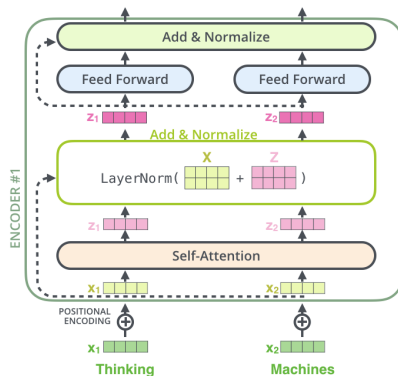 Add & Normalize
Feed Forward
Feed Forward
z₁
z₂
Add & Normalize
X
Z
LayerNorm( + )
ENCODER #1
z₁
z₂
Self-Attention
x₁
x₂
POSITIONAL
ENCODING
x₁
x₂
Thinking
Machines